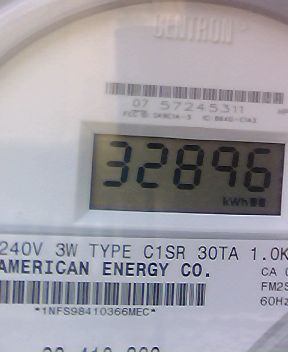 CENTRON
07 57245311
32896
kWh
240V 3W TYPE C1SR 30TA 1.0K
AMERICAN ENERGY CO.
CA
FM2S
60Hz
*1NFS98410366MEC*